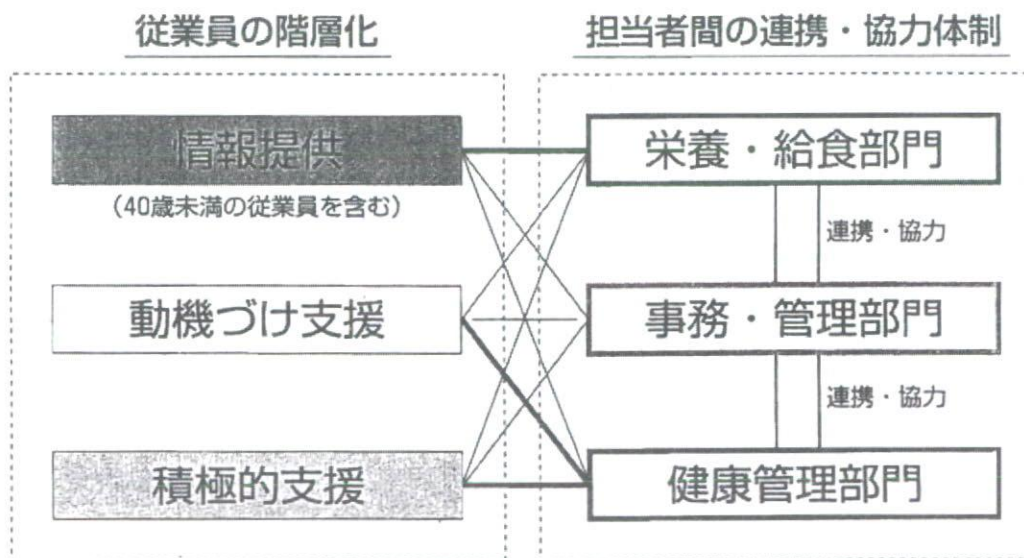 従業員の階層化
担当者間の連携・協力体制
情報提供
(40歳未満の従業員を含む)
動機づけ支援
積極的支援
栄養・給食部門
連携・協力
事務・管理部門
連携・協力
健康管理部門